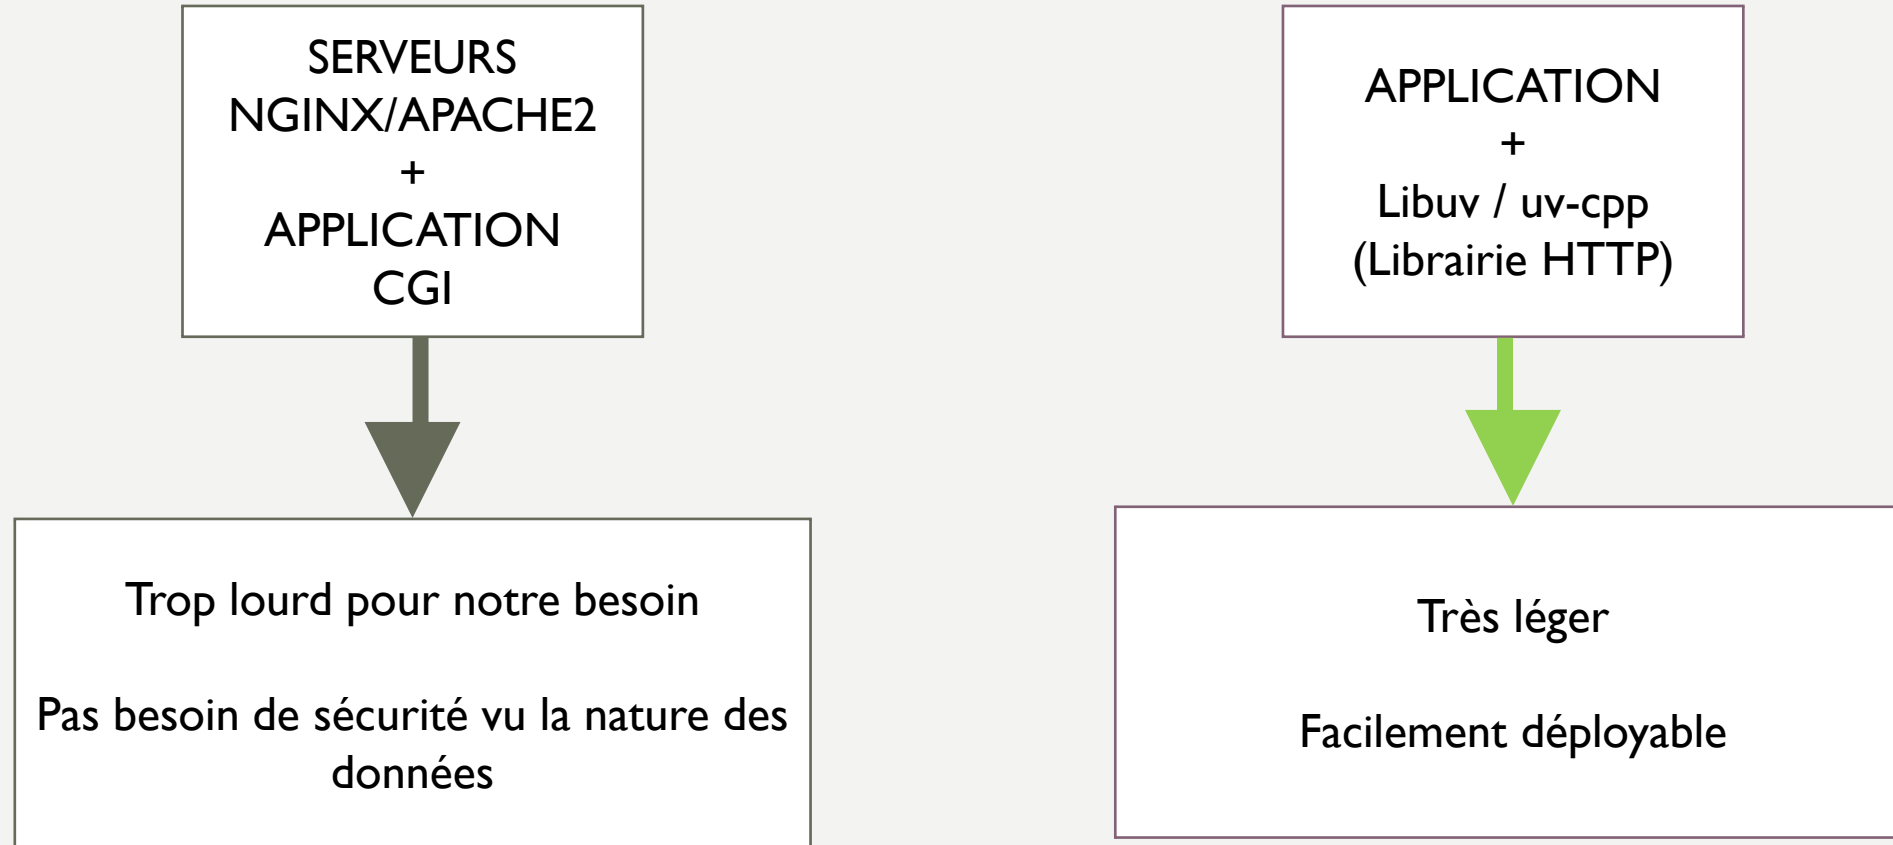 SERVEURS
NGINX/APACHE2
+
APPLICATION
CGI
Trop lourd pour notre besoin
Pas besoin de sécurité vu la nature des
données
APPLICATION
+
Libuv / uv-cpp
(Librairie HTTP)
Très léger
Facilement déployable